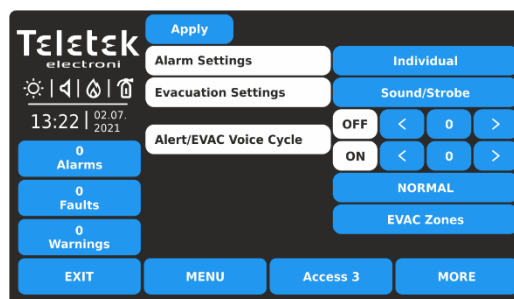 Teletek
electroni
Apply
Alarm Settings
Individual
Evacuation Settings
Sound/Strobe
13:22 02.07.
2021
Alert/EVAC Voice Cycle
OFF < 0 >
ON < 0 >
0
Alarms
NORMAL
0
Faults
EVAC Zones
0
Warnings
EXIT
MENU
Access 3
MORE